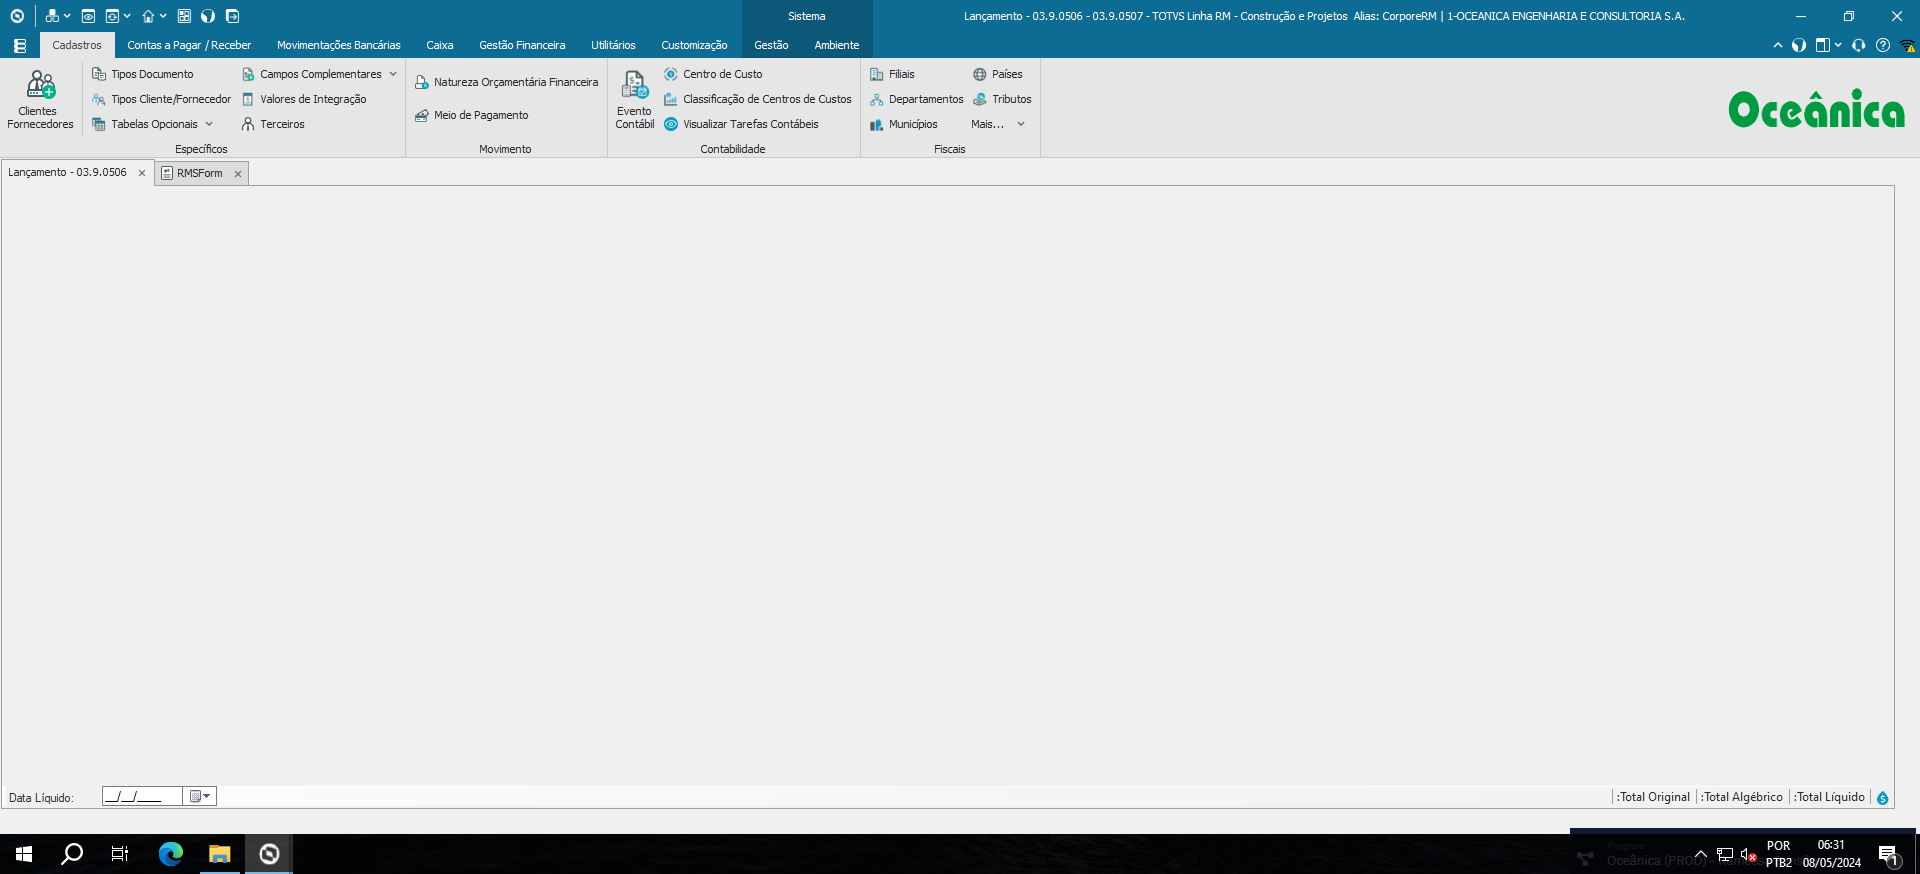 Sistema
Lançamento - 03.9.0506 - 03.9.0507 - TOTVS Linha RM - Construção e Projetos Alias: CorporeRM | 1-OCEANICA ENGENHARIA E CONSULTORIA S.A.
Cadastros
Contas a Pagar / Receber
Movimentações Bancárias
Caixa
Gestão Financeira
Utilitários
Customização
Gestão
Ambiente
Clientes
Fornecedores
Tipos Documento
Tipos Cliente/Fornecedor
Tabelas Opcionais
Campos Complementares
Valores de Integração
Terceiros
Específicos
Natureza Orçamentária Financeira
Meio de Pagamento
Movimento
Evento
Contábil
Centro de Custo
Classificação de Centros de Custos
Visualizar Tarefas Contábeis
Contabilidade
Filiais
Departamentos
Municípios
Países
Tributos
Mais...
Fiscais
Oceânica
Lançamento - 03.9.0506
RMSForm
Data Líquido:
__/__/____
:Total Original
:Total Algébrico
:Total Líquido
Program
Oceânica (PROD)
POR
PTB2
06:31
08/05/2024
1